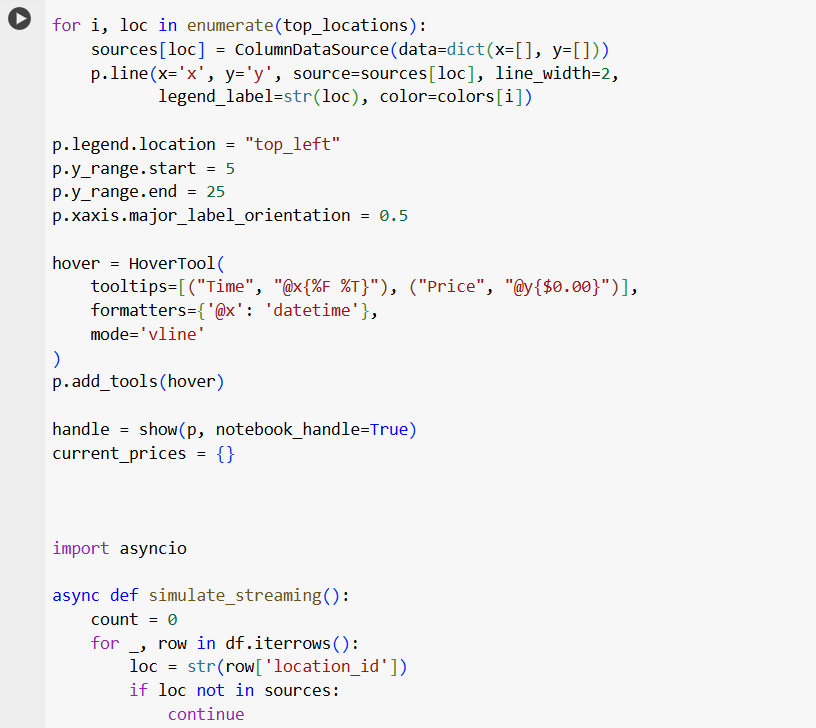 for i, loc in enumerate(top_locations):
    sources[loc] = ColumnDataSource(data=dict(x=[], y=[]))
    p.line(x='x', y='y', source=sources[loc], line_width=2,
           legend_label=str(loc), color=colors[i])

p.legend.location = "top_left"
p.y_range.start = 5
p.y_range.end = 25
p.xaxis.major_label_orientation = 0.5

hover = HoverTool(
    tooltips=[("Time", "@x{%F %T}"), ("Price", "@y{$0.00}")],
    formatters={'@x': 'datetime'},
    mode='vline'
)
p.add_tools(hover)

handle = show(p, notebook_handle=True)
current_prices = {}

import asyncio

async def simulate_streaming():
    count = 0
    for _, row in df.iterrows():
        loc = str(row['location_id'])
        if loc not in sources:
            continue